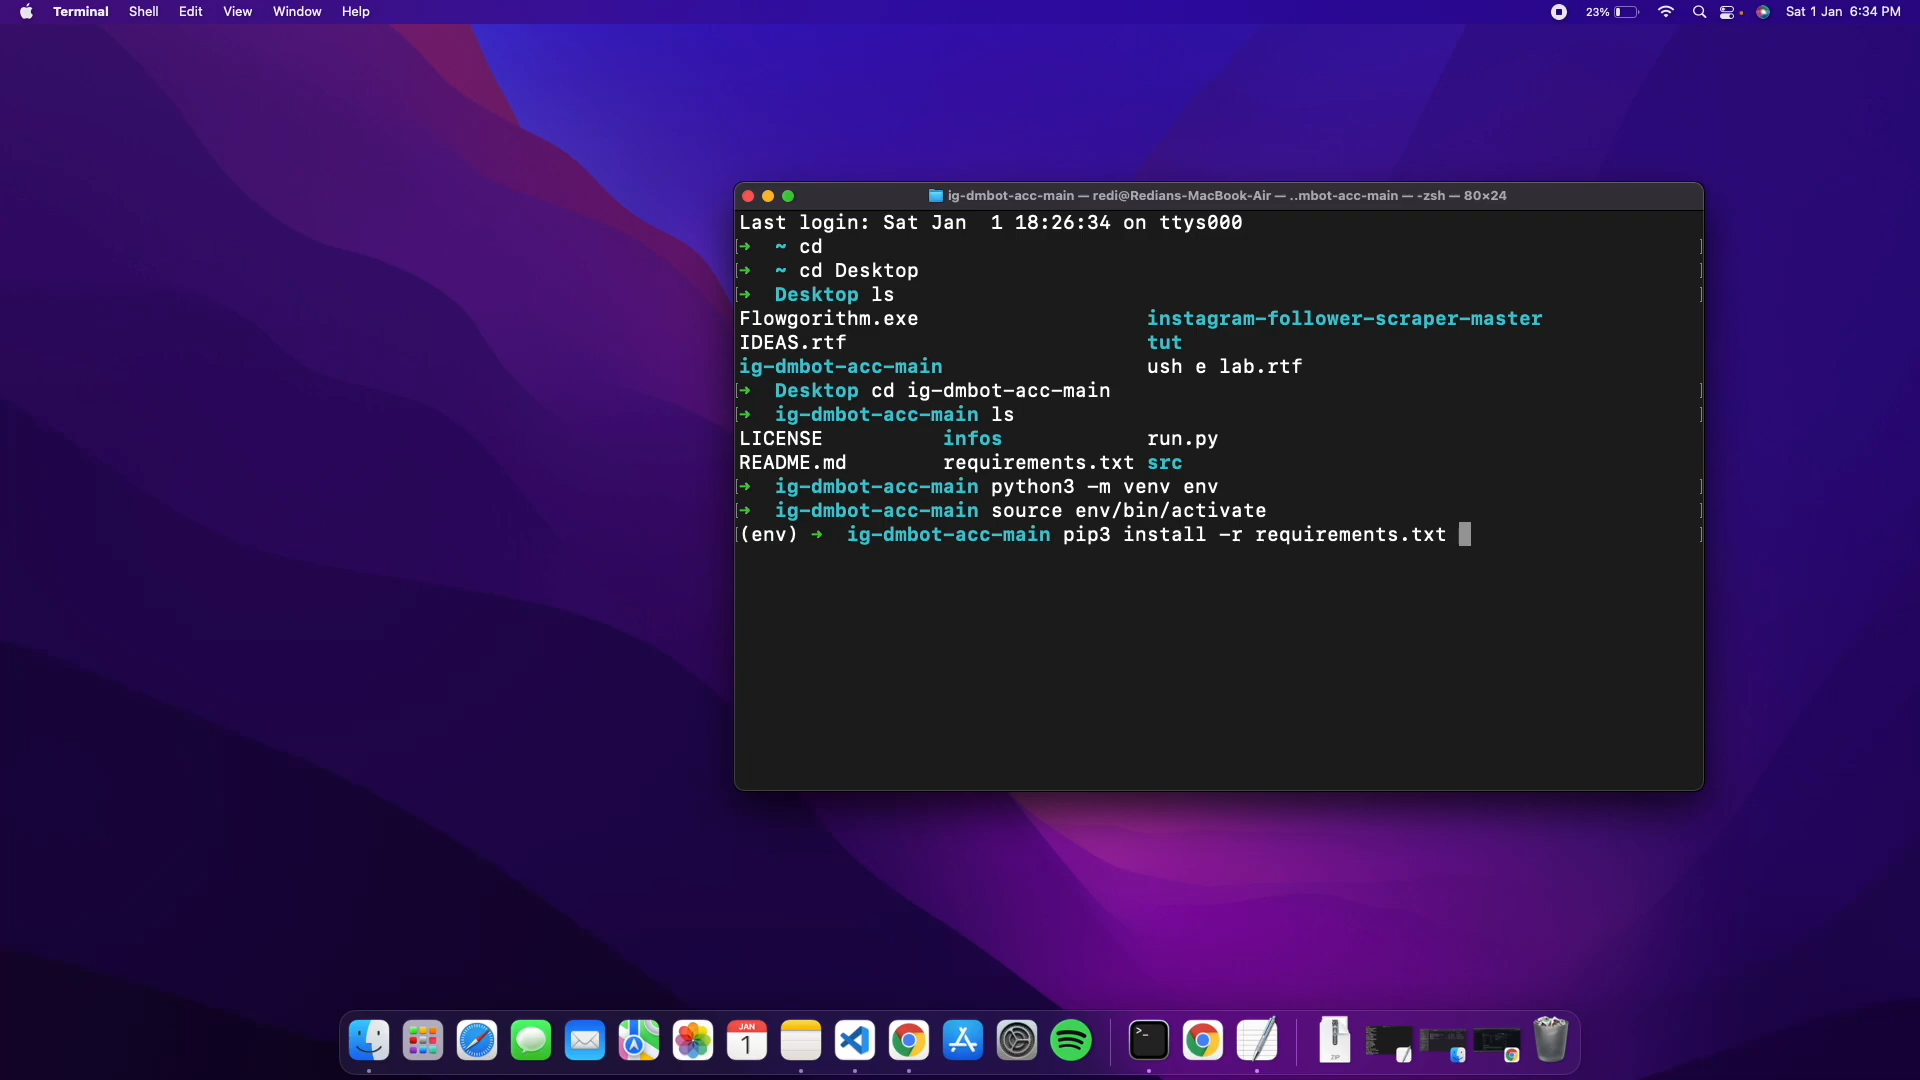 Terminal Shell Edit View Window Help 23% Sat 1 Jan 6:34 PM
ig-dmbot-acc-main — redi@Redians-MacBook-Air — ..mbot-acc-main — -zsh — 80×24
Last login: Sat Jan  1 18:26:34 on ttys000
➜  ~ cd
➜  ~ cd Desktop
➜  Desktop ls
Flowgorithm.exe instagram-follower-scraper-master
IDEAS.rtf tut
ig-dmbot-acc-main ush e lab.rtf
➜  Desktop cd ig-dmbot-acc-main
➜  ig-dmbot-acc-main ls
LICENSE infos run.py
README.md requirements.txt src
➜  ig-dmbot-acc-main python3 -m venv env
➜  ig-dmbot-acc-main source env/bin/activate
(env) ➜  ig-dmbot-acc-main pip3 install -r requirements.txt
JAN
1
>_
ZIP